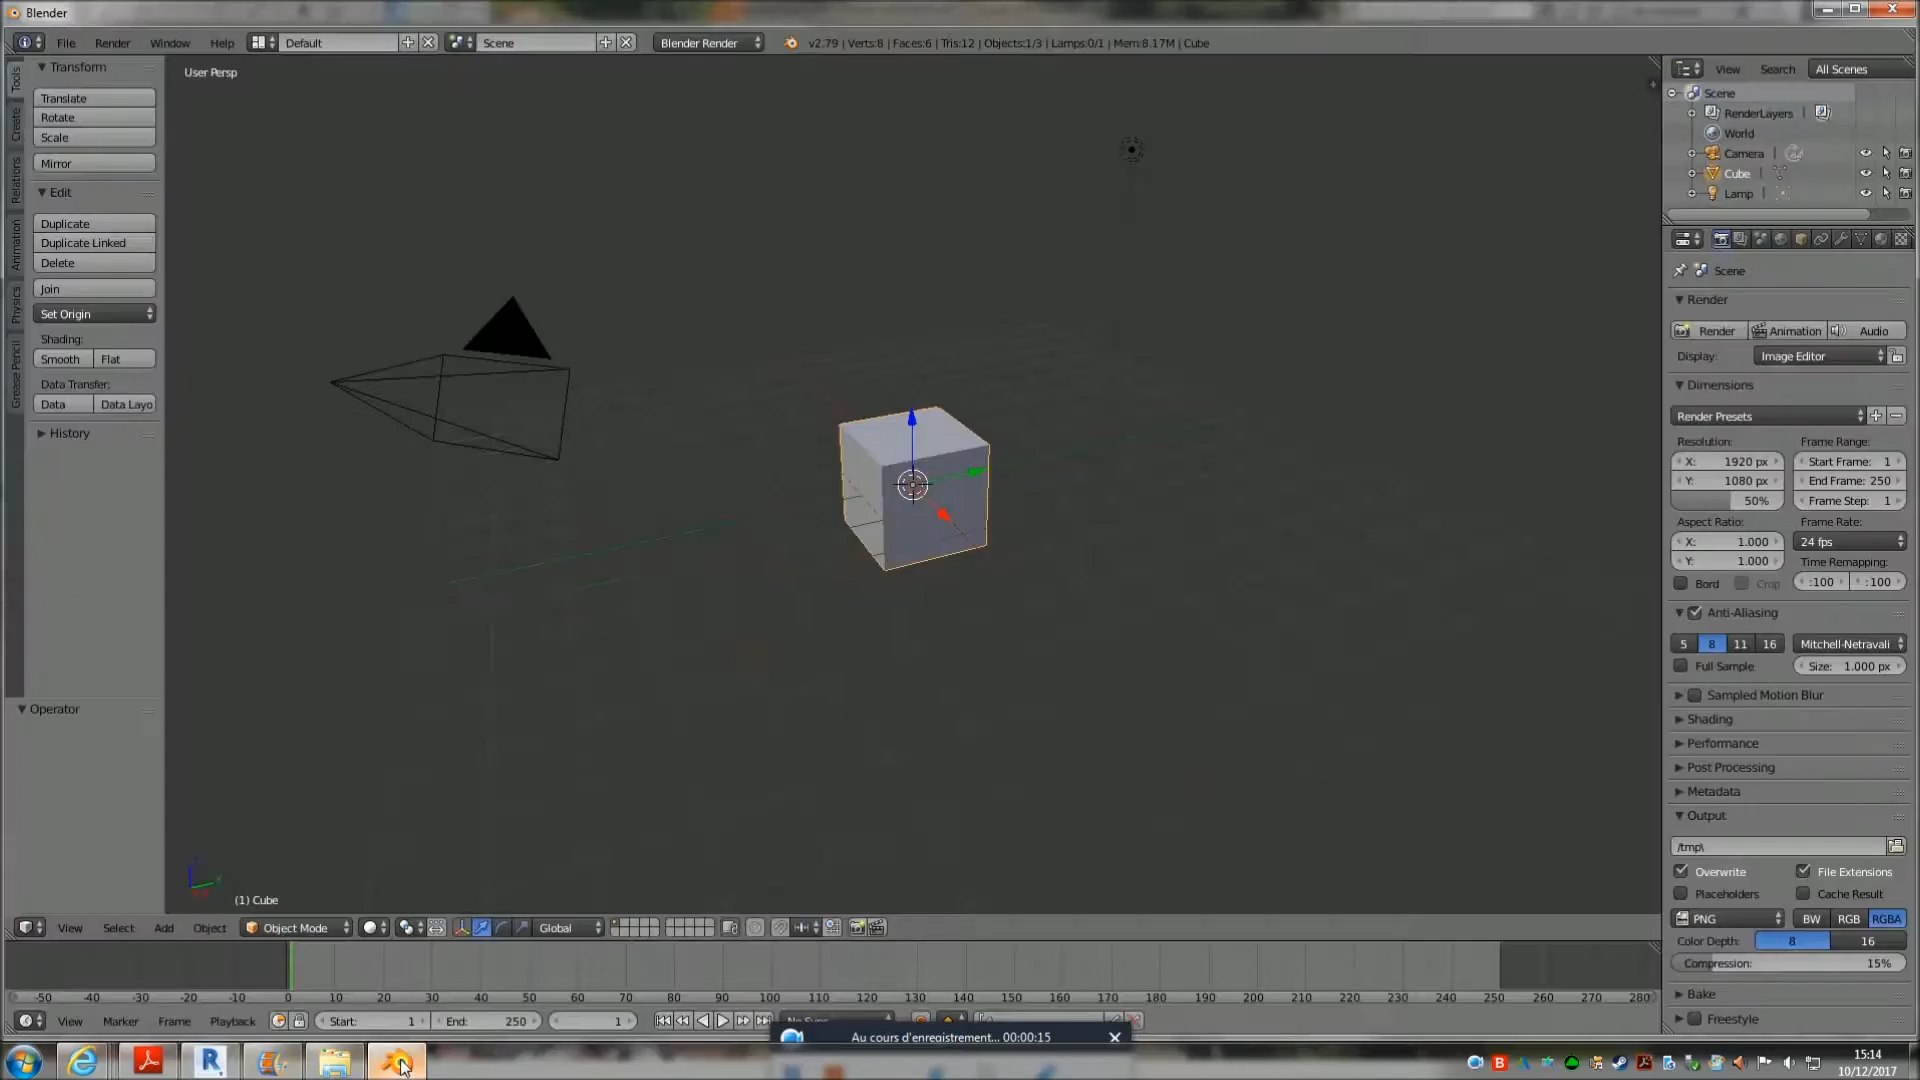 Blender
File Render Window Help Default Scene Blender Render v2.79 | Verts:8 | Faces:6 | Tris:12 | Objects:1/3 | Lamps:0/1 | Mem:8.17M | Cube
Tools
Create
Relations
Animation
Physics
Grease Pencil
Transform
Translate
Rotate
Scale
Mirror
Edit
Duplicate
Duplicate Linked
Delete
Join
Set Origin
Shading:
Smooth Flat
Data Transfer:
Data Data Layo
History
Operator
User Persp
(1) Cube
View Search All Scenes
Scene
RenderLayers |
World
Camera |
Cube |
Lamp |
Scene
Render
Render Animation Audio
Display: Image Editor
Dimensions
Render Presets
Resolution: Frame Range:
X: 1920 px Start Frame: 1
Y: 1080 px End Frame: 250
50% Frame Step: 1
Aspect Ratio: Frame Rate:
X: 1.000 24 fps
Y: 1.000 Time Remapping:
Bord Crop :100 :100
Anti-Aliasing
5 8 11 16 Mitchell-Netravali
Full Sample Size: 1.000 px
Sampled Motion Blur
Shading
Performance
Post Processing
Metadata
Output
/tmp\
Overwrite File Extensions
Placeholders Cache Result
PNG BW RGB RGBA
Color Depth: 8 16
Compression: 15%
Bake
Freestyle
View Select Add Object Object Mode Global
-50 -40 -30 -20 -10 0 10 20 30 40 50 60 70 80 90 100 110 120 130 140 150 160 170 180 190 200 210 220 230 240 250 260 270 280
View Marker Frame Playback Start: 1 End: 250 1
Au cours d'enregistrement... 00:00:15
15:14
10/12/2017